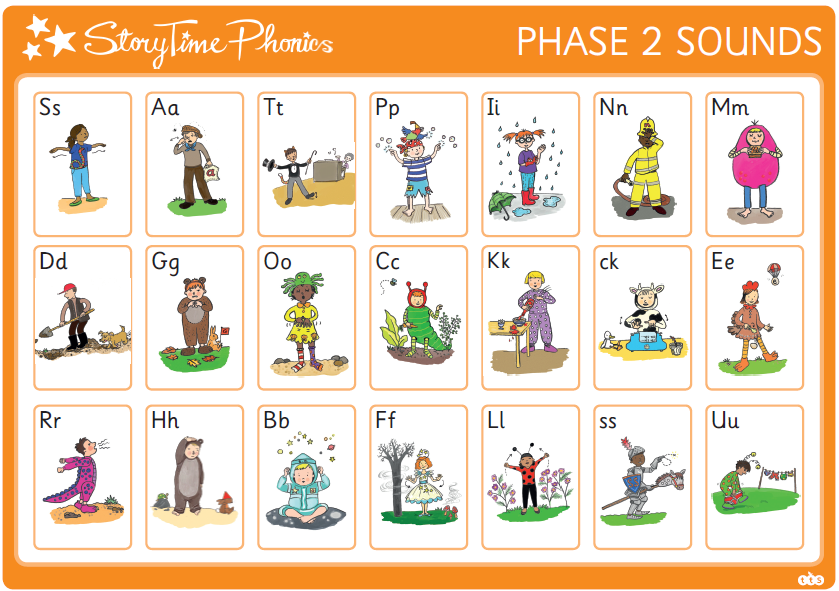 StoryTime Phonics
PHASE 2 SOUNDS
Ss Aa Tt Pp Ii Nn Mm
a
Dd Gg Oo Cc Kk ck Ee
Rr Hh Bb Ff Ll ss Uu
tts